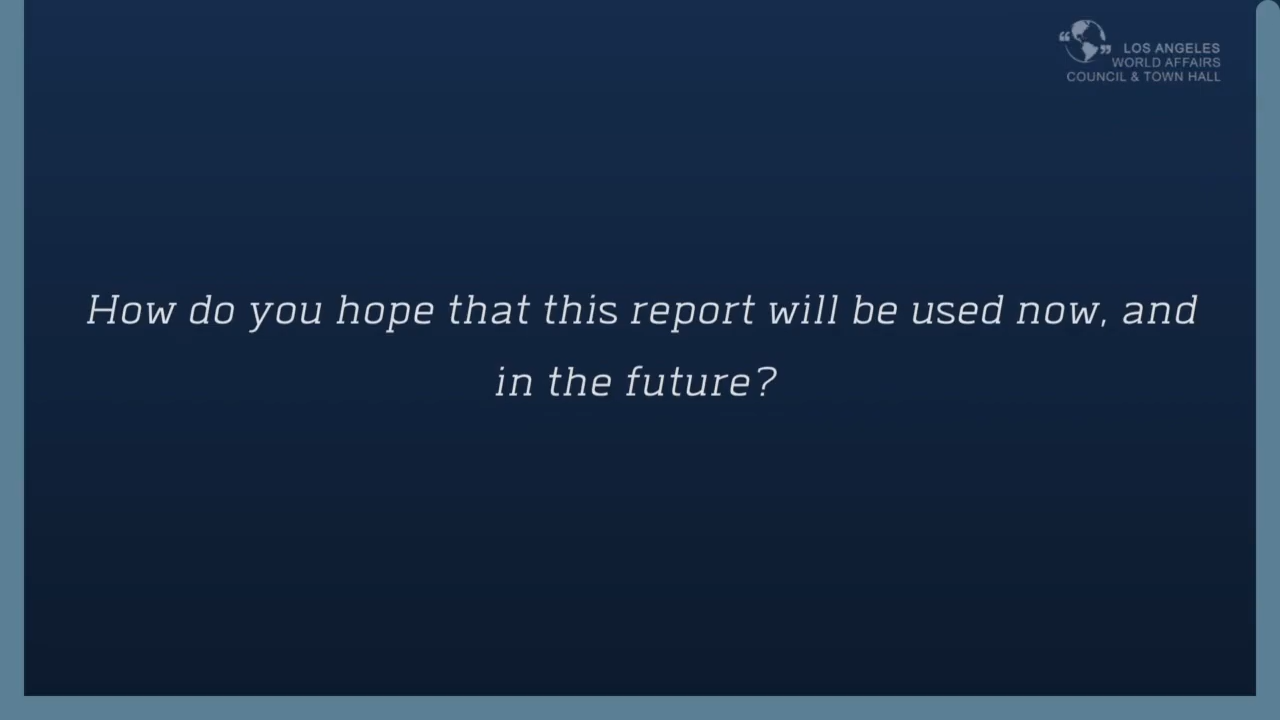 LOS ANGELES
WORLD AFFAIRS
COUNCIL & TOWN HALL
How do you hope that this report will be used now, and
in the future?